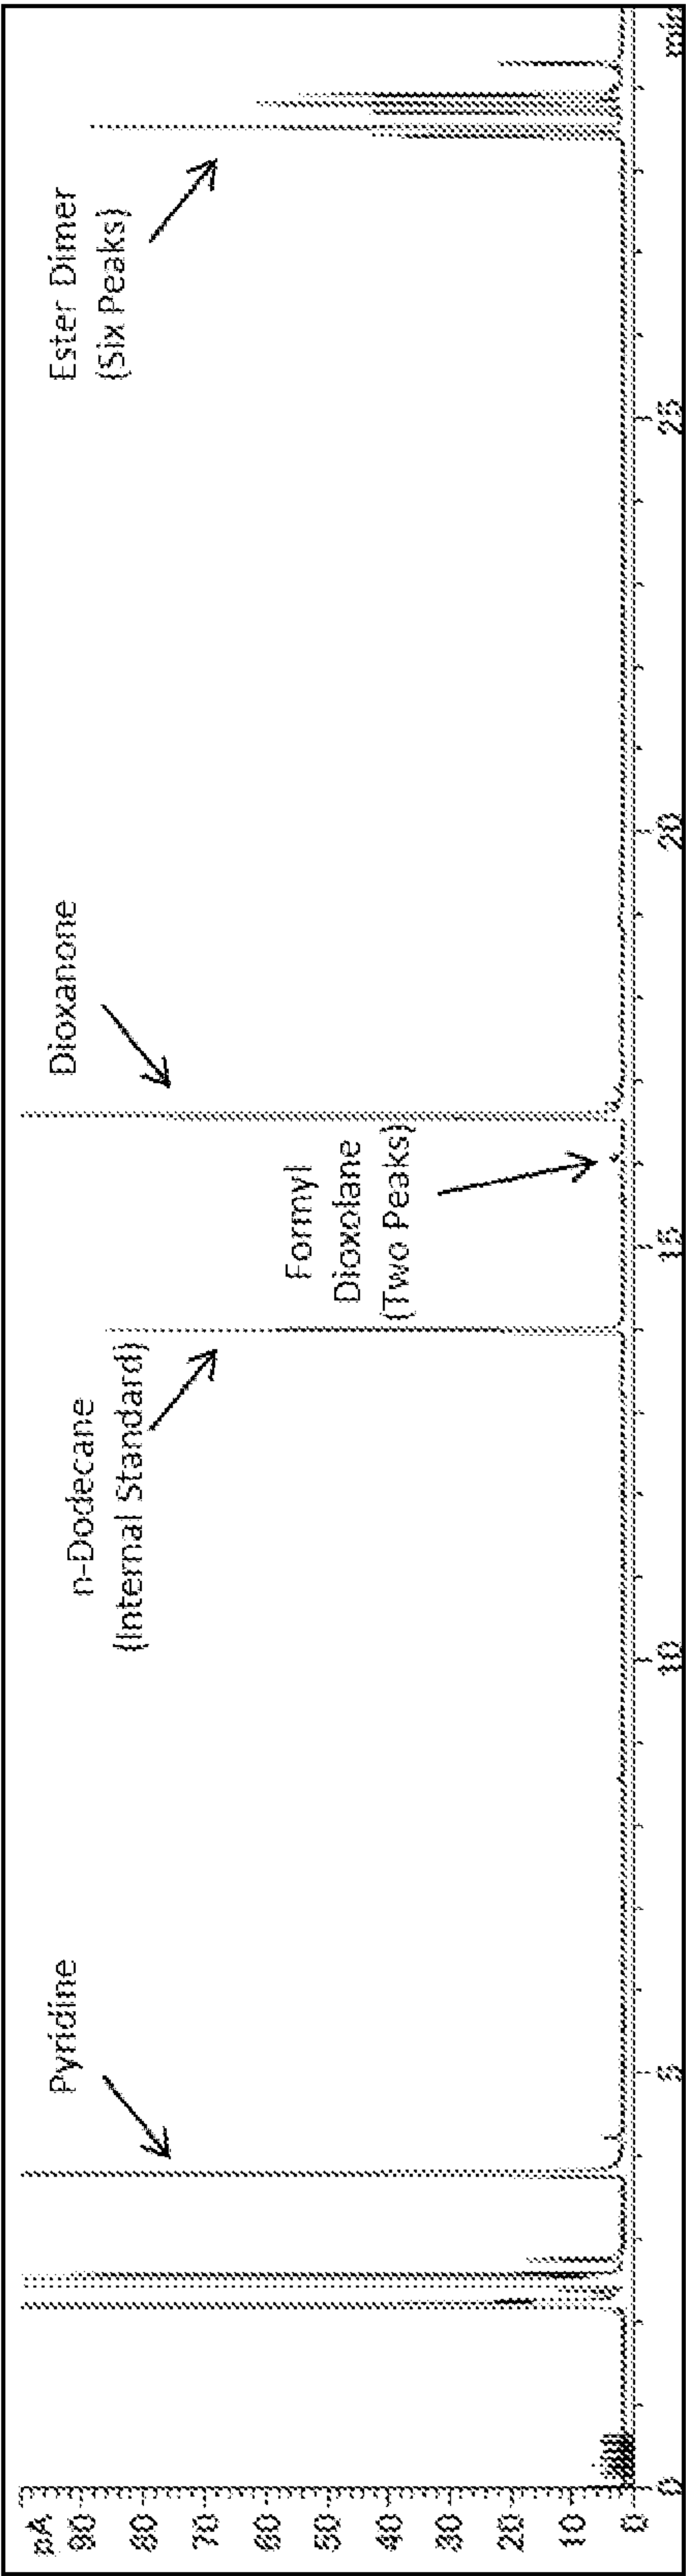 pA
90
80
70
60
50
40
30
20
10
0
Pyridine
n-Dodecane
(Internal Standard)
Formyl
Dioxolane
(Two Peaks)
Dioxanone
Ester Dimer
(Six Peaks)
0
5
10
15
20
25
min